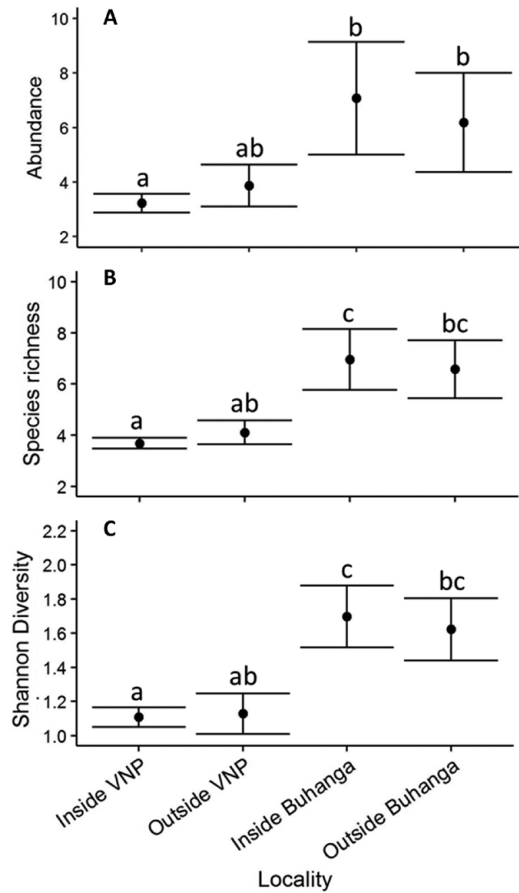 A
Abundance
10
8
6
4
2
a
ab
b
b
B
Species richness
10
8
6
4
2
a
ab
c
bc
C
Shannon Diversity
2.2
2.2
1.8
1.6
1.4
1.2
1.0
a
ab
c
bc
Inside VNP
Outside VNP
Inside Buhanga
Outside Buhanga
Locality